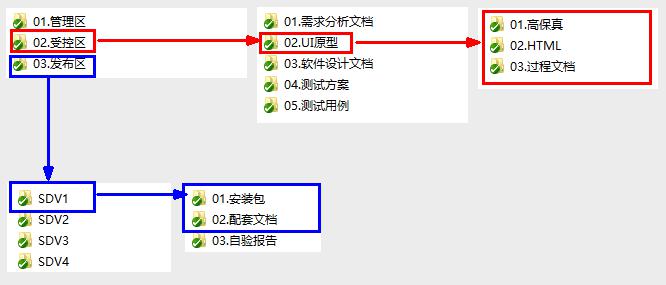 01.管理区
02.受控区
03.发布区
01.需求分析文档
02.UI原型
03.软件设计文档
04.测试方案
05.测试用例
01.高保真
02.HTML
03.过程文档
SDV1
SDV2
SDV3
SDV4
01.安装包
02.配套文档
03.自验报告